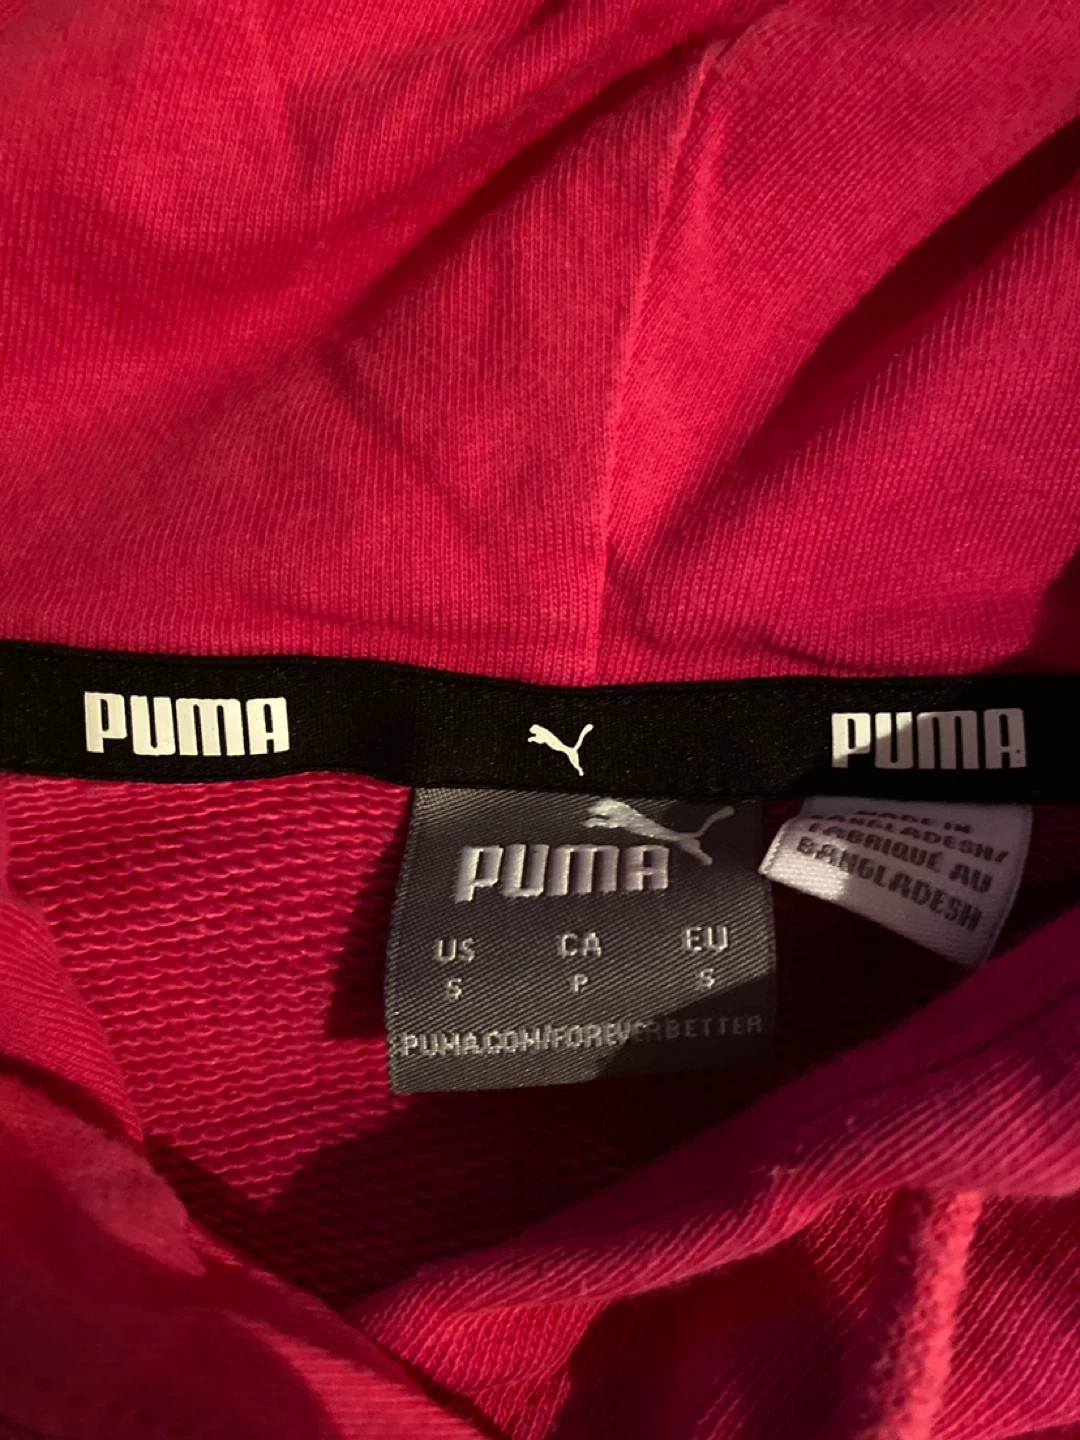 PUMA PUMA
PUMA
US CA EU
S P S
PUMA.COM/FOREVERBETTER
MADE IN
BANGLADESH/
FABRIQUÉ AU
BANGLADESH